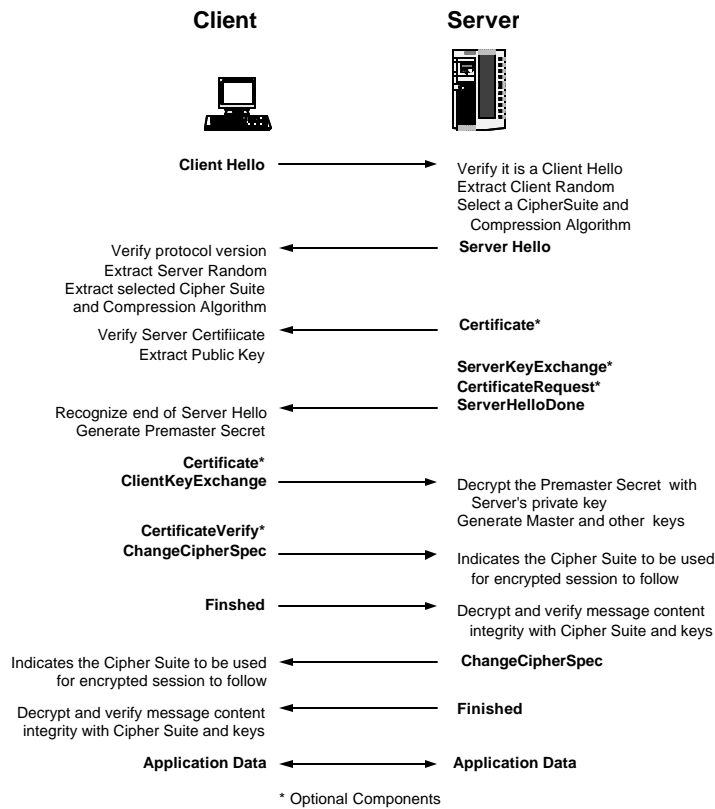 Client
Server
Client Hello
Verify it is a Client Hello
Extract Client Random
Select a CipherSuite and
Compression Algorithm
Server Hello
Verify protocol version
Extract Server Random
Extract selected Cipher Suite
and Compression Algorithm
Certificate*
Verify Server Certifiicate
Extract Public Key
ServerKeyExchange*
CertificateRequest*
ServerHelloDone
Recognize end of Server Hello
Generate Premaster Secret
Certificate*
ClientKeyExchange
Decrypt the Premaster Secret with
Server's private key
Generate Master and other keys
CertificateVerify*
ChangeCipherSpec
Indicates the Cipher Suite to be used
for encrypted session to follow
Finshed
Decrypt and verify message content
integrity with Cipher Suite and keys
ChangeCipherSpec
Indicates the Cipher Suite to be used
for encrypted session to follow
Finished
Decrypt and verify message content
integrity with Cipher Suite and keys
Application Data
Application Data
* Optional Components